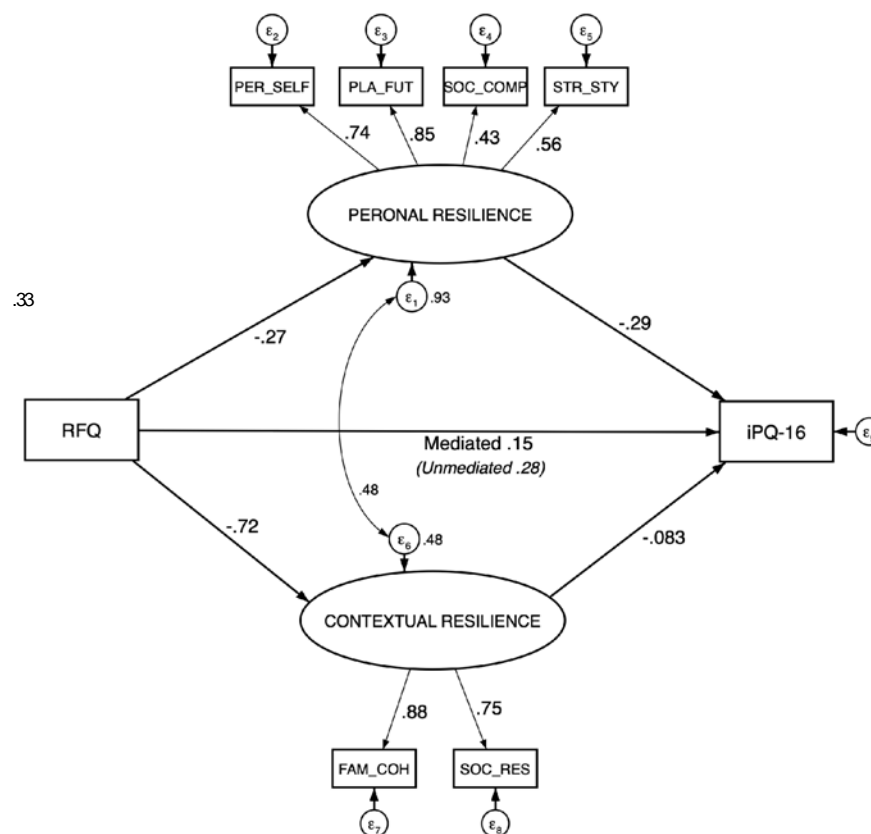 ε2 ε3 ε4 ε5
PER_SELF PLA_FUT SOC_COMP STR_STY
.74 .85 .43 .56
PERONAL RESILIENCE
ε1 .93
.33
-.27 -.29
RFQ
Mediated .15
(Unmediated .28)
iPQ-16
ε
.48
-.72
ε6 .48
-.083
CONTEXTUAL RESILIENCE
.88 .75
FAM_COH SOC_RES
ε7 ε8